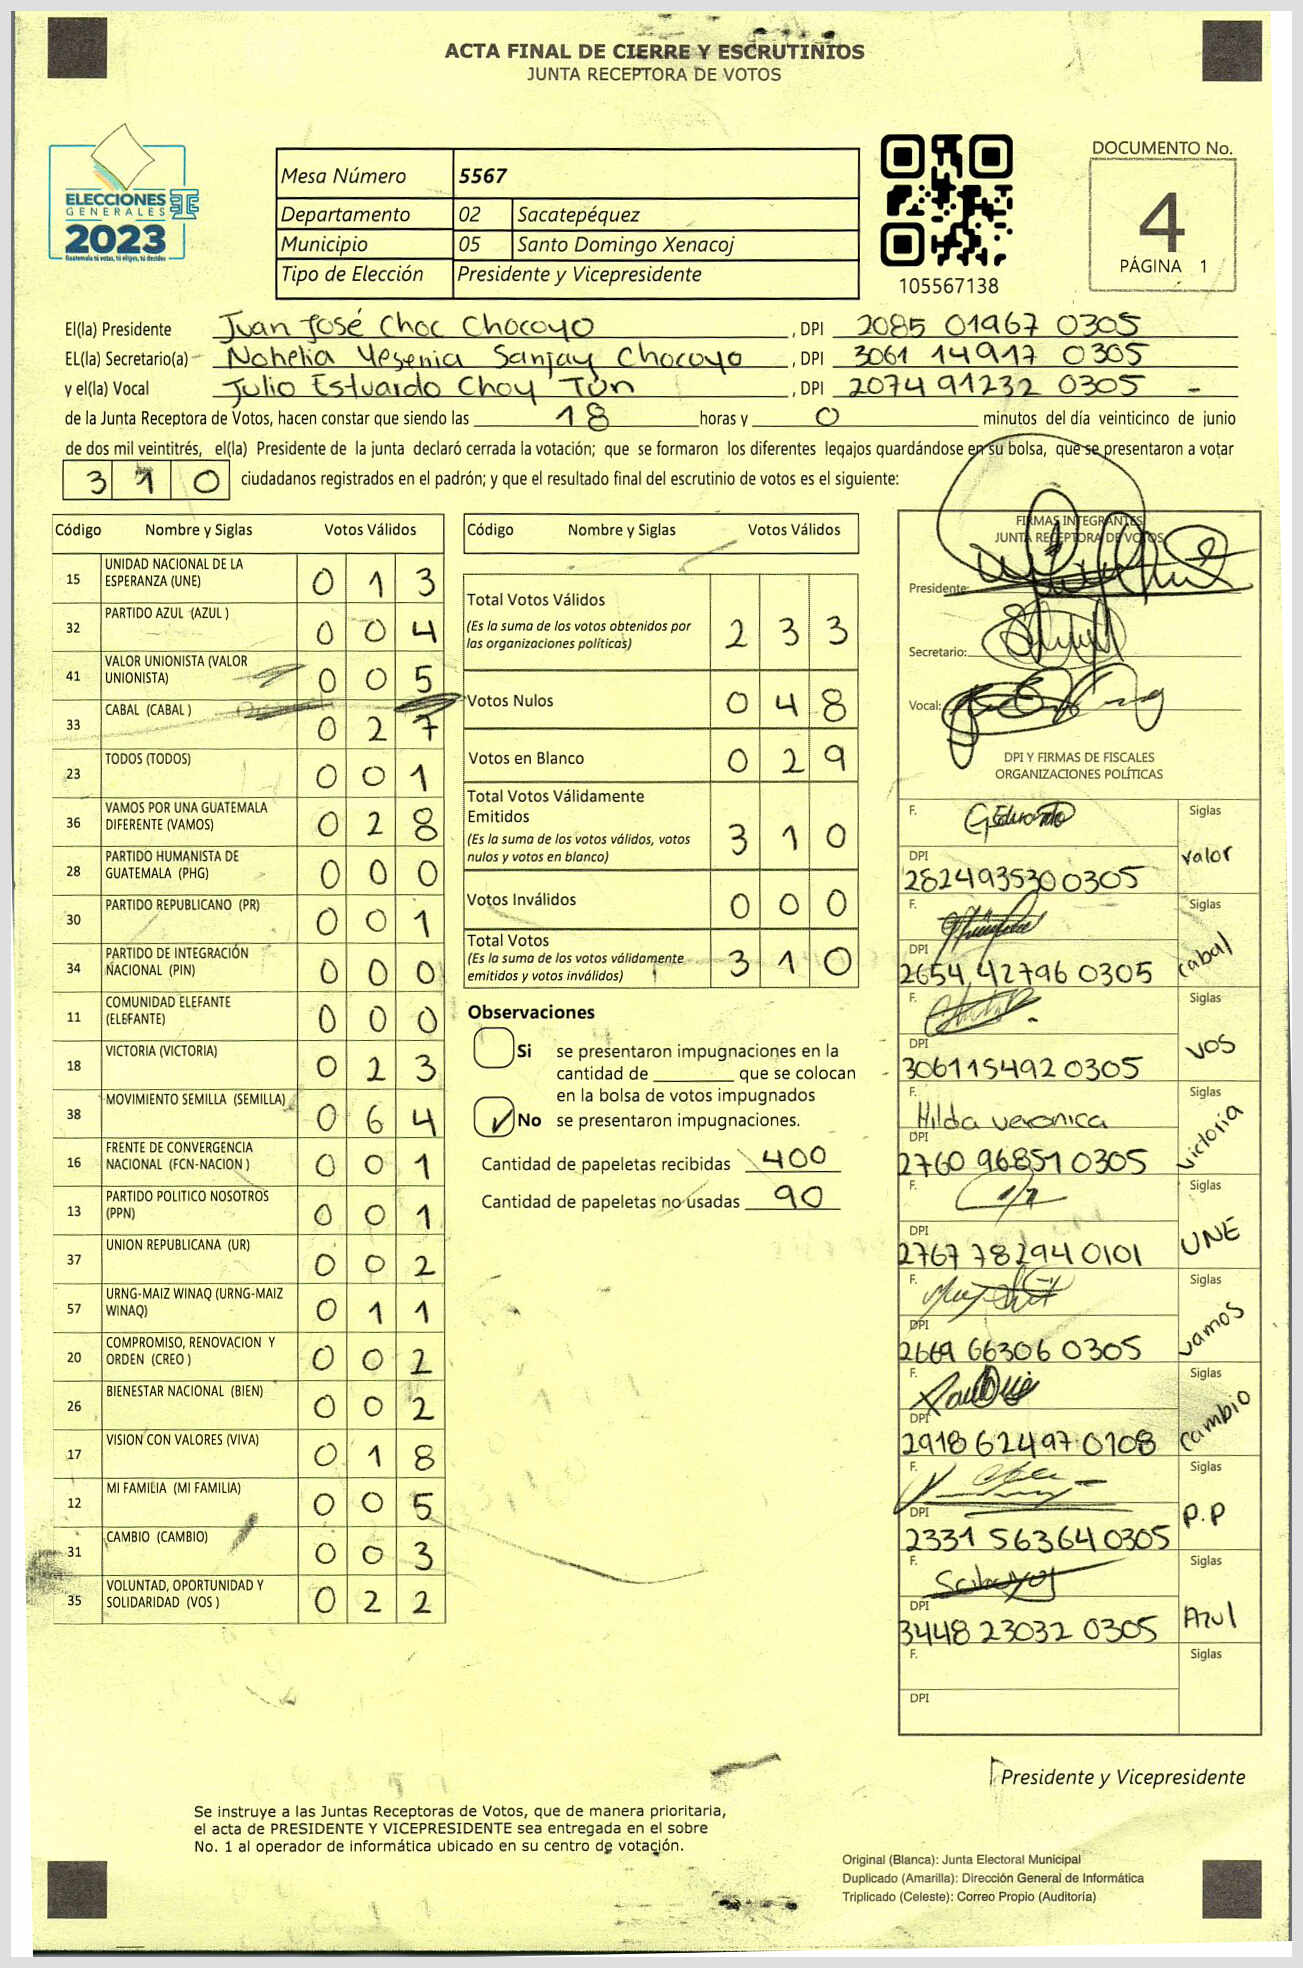 ACTA FINAL DE CIERRE Y ESCRUTINIOS
JUNTA RECEPTORA DE VOTOS
ELECCIONES
GENERALES
2023
Guatemala tú votas, tú eliges, tú decides
Mesa Número 5567
Departamento 02 Sacatepéquez
Municipio 05 Santo Domingo Xenacoj
Tipo de Elección Presidente y Vicepresidente
105567138
DOCUMENTO No.
4
PÁGINA 1
El(la) Presidente Juan José Choc Chocoyo , DPI 2085 01967 0305
EL(la) Secretario(a) Nohelia Yesenia Sanjay Chocoyo , DPI 3061 14917 0305
y el(la) Vocal Julio Estuardo Choy Tun , DPI 2074 91232 0305
de la Junta Receptora de Votos, hacen constar que siendo las 18 horas y 0 minutos del día veinticinco de junio
de dos mil veintitrés, el(la) Presidente de la junta declaró cerrada la votación; que se formaron los diferentes legajos guardándose en su bolsa, que se presentaron a votar
310 ciudadanos registrados en el padrón; y que el resultado final del escrutinio de votos es el siguiente:
Código Nombre y Siglas Votos Válidos
15 UNIDAD NACIONAL DE LA
ESPERANZA (UNE) 0 1 3
32 PARTIDO AZUL (AZUL ) 0 0 4
41 VALOR UNIONISTA (VALOR
UNIONISTA) 0 0 5
33 CABAL (CABAL ) 0 2 7
23 TODOS (TODOS) 0 0 1
36 VAMOS POR UNA GUATEMALA
DIFERENTE (VAMOS) 0 2 8
28 PARTIDO HUMANISTA DE
GUATEMALA (PHG) 0 0 0
30 PARTIDO REPUBLICANO (PR) 0 0 1
34 PARTIDO DE INTEGRACIÓN
NACIONAL (PIN) 0 0 0
11 COMUNIDAD ELEFANTE
(ELEFANTE) 0 0 0
18 VICTORIA (VICTORIA) 0 2 3
38 MOVIMIENTO SEMILLA (SEMILLA) 0 6 4
16 FRENTE DE CONVERGENCIA
NACIONAL (FCN-NACION ) 0 0 1
13 PARTIDO POLITICO NOSOTROS
(PPN) 0 0 1
37 UNION REPUBLICANA (UR) 0 0 2
57 URNG-MAIZ WINAQ (URNG-MAIZ
WINAQ) 0 1 1
20 COMPROMISO, RENOVACION Y
ORDEN (CREO ) 0 0 2
26 BIENESTAR NACIONAL (BIEN) 0 0 2
17 VISION CON VALORES (VIVA) 0 1 8
12 MI FAMILIA (MI FAMILIA) 0 0 5
31 CAMBIO (CAMBIO) 0 0 3
35 VOLUNTAD, OPORTUNIDAD Y
SOLIDARIDAD (VOS ) 0 2 2
Código Nombre y Siglas Votos Válidos
Total Votos Válidos
(Es la suma de los votos obtenidos por
las organizaciones políticas) 2 3 3
Votos Nulos 0 4 8
Votos en Blanco 0 2 9
Total Votos Válidamente
Emitidos
(Es la suma de los votos válidos, votos
nulos y votos en blanco) 3 1 0
Votos Inválidos 0 0 0
Total Votos
(Es la suma de los votos válidamente
emitidos y votos inválidos) 3 1 0
Observaciones
Si se presentaron impugnaciones en la
cantidad de ________ que se colocan
en la bolsa de votos impugnados
No se presentaron impugnaciones.
Cantidad de papeletas recibidas 400
Cantidad de papeletas no usadas 90
FIRMAS INTEGRANTES
JUNTA RECEPTORA DE VOTOS
Presidente:
Secretario:
Vocal:
DPI Y FIRMAS DE FISCALES
ORGANIZACIONES POLÍTICAS
F. GEduardo Siglas
DPI valor
2824935300305
F. Siglas
DPI cabal
2654 42796 0305
F. Siglas
DPI VOS
3061154920305
F. Hilda veronica Siglas
DPI victoria
2760 96851 0305
F. Siglas
DPI UNE
2767 78294 0101
F. Siglas
DPI vamos
2669 66306 0305
F. Siglas
DPI cambio
2918 62497 0108
F. Siglas
DPI P.P
2331 56364 0305
F. Siglas
DPI Azul
3448 23032 0305
F. Siglas
DPI
Presidente y Vicepresidente
Se instruye a las Juntas Receptoras de Votos, que de manera prioritaria,
el acta de PRESIDENTE Y VICEPRESIDENTE sea entregada en el sobre
No. 1 al operador de informática ubicado en su centro de votación.
Original (Blanca): Junta Electoral Municipal
Duplicado (Amarilla): Dirección General de Informática
Triplicado (Celeste): Correo Propio (Auditoría)